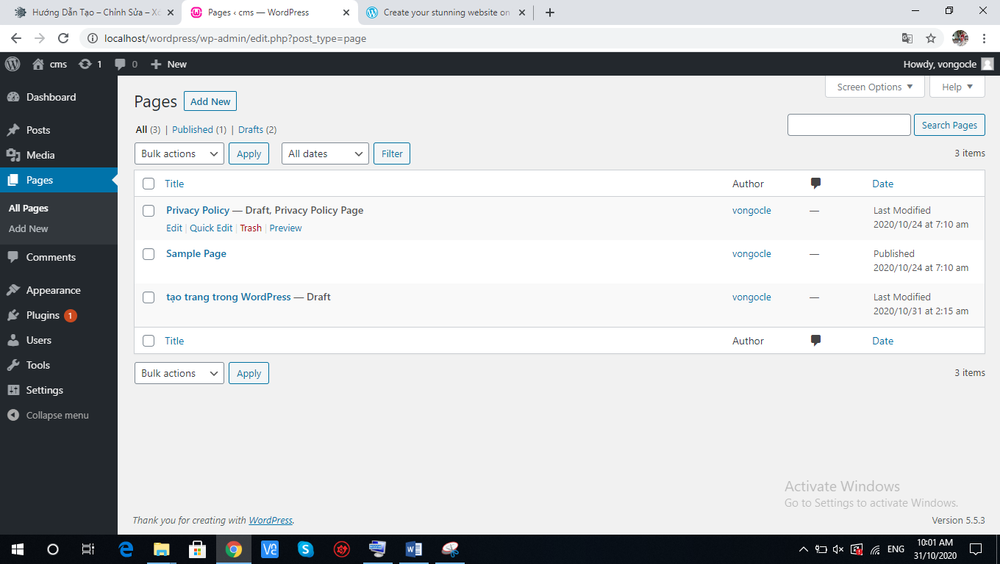 Hướng Dẫn Tạo – Chỉnh Sửa – Xó
Pages ‹ cms — WordPress
Create your stunning website on
localhost/wordpress/wp-admin/edit.php?post_type=page
cms 1 0 New
Howdy, vongocle
Dashboard
Posts
Media
Pages
All Pages
Add New
Comments
Appearance
Plugins 1
Users
Tools
Settings
Collapse menu
Screen Options Help
Pages Add New
All (3) | Published (1) | Drafts (2)
Search Pages
Bulk actions Apply All dates Filter
3 items
Title Author Date
Privacy Policy — Draft, Privacy Policy Page vongocle — Last Modified
Edit | Quick Edit | Trash | Preview 2020/10/24 at 7:10 am
Sample Page vongocle — Published
2020/10/24 at 7:10 am
tạo trang trong WordPress — Draft vongocle — Last Modified
2020/10/31 at 2:15 am
Title Author Date
Bulk actions Apply
3 items
Activate Windows
Go to Settings to activate Windows.
Thank you for creating with WordPress.
Version 5.5.3
ENG
10:01 AM
31/10/2020